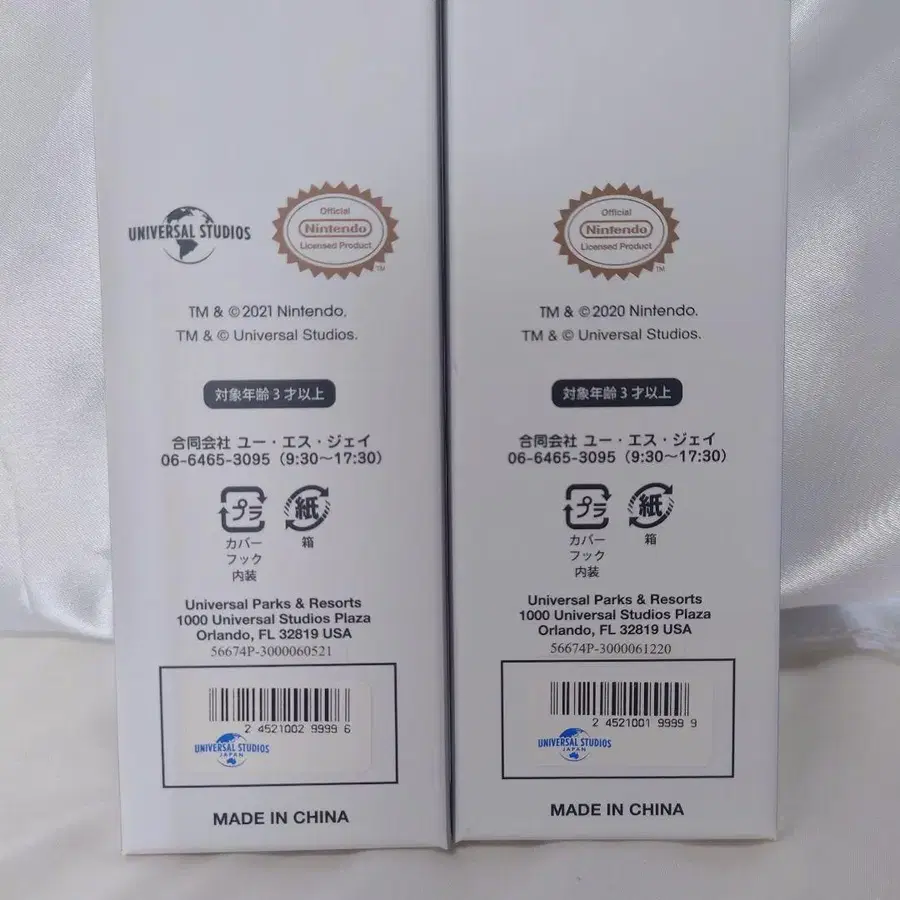 UNIVERSAL STUDIOS
Official
Nintendo
Licensed Product
TM
TM & ©2021 Nintendo.
TM & © Universal Studios.
対象年齢 3 才以上
合同会社 ユー・エス・ジェイ
06-6465-3095（9:30〜17:30）
プラ
カバー
フック
内装
紙
箱
Universal Parks & Resorts
1000 Universal Studios Plaza
Orlando, FL 32819 USA
56674P-3000060521
2 4521002 9999 6
UNIVERSAL STUDIOS
JAPAN
MADE IN CHINA
Official
Nintendo
Licensed Product
TM
TM & ©2020 Nintendo.
TM & © Universal Studios.
対象年齢 3 才以上
合同会社 ユー・エス・ジェイ
06-6465-3095（9:30〜17:30）
プラ
カバー
フック
内装
紙
箱
Universal Parks & Resorts
1000 Universal Studios Plaza
Orlando, FL 32819 USA
56674P-3000061220
2 4521001 9999 9
UNIVERSAL STUDIOS
JAPAN
MADE IN CHINA